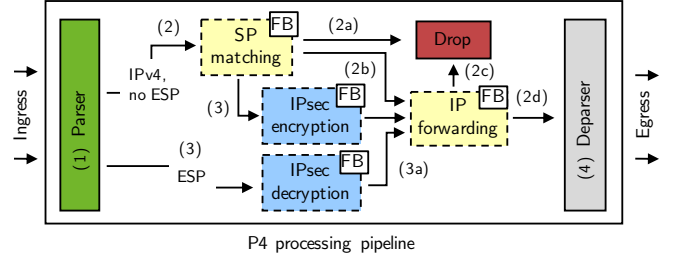 Ingress
(1) Parser
(2)
IPv4,
no ESP
(3)
ESP
SP
matching
FB
(2a)
Drop
(2b)
(2c)
(3)
IPsec
encryption
FB
IPsec
decryption
FB
(3a)
IP
forwarding
FB
(2d)
(4) Deparser
Egress
P4 processing pipeline